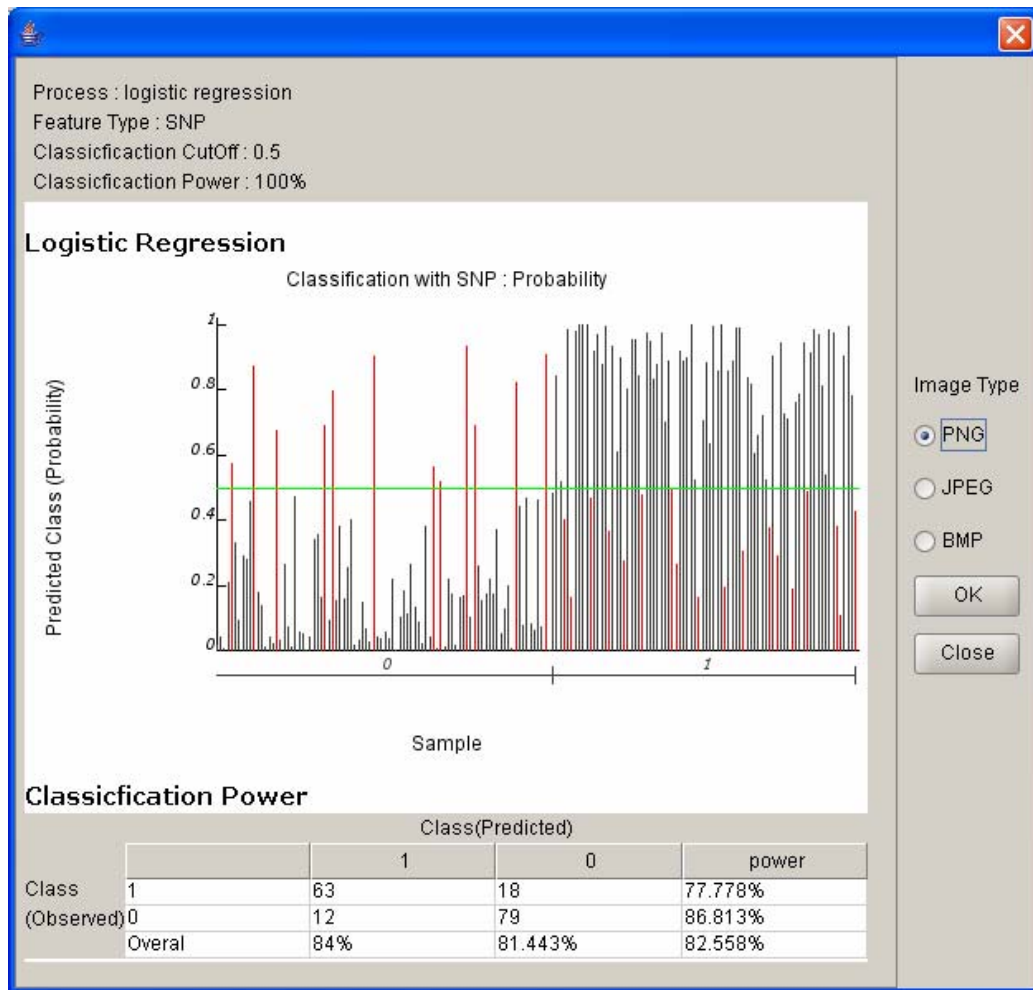 Process : logistic regression
Feature Type : SNP
Classicficaction CutOff : 0.5
Classicficaction Power : 100%
Logistic Regression
Classification with SNP : Probability
Predicted Class (Probability)
1
0.8
0.6
0.4
0.2
0
0 1
Sample
Image Type
PNG
JPEG
BMP
OK
Close
Classicfication Power
Class(Predicted)
1 0 power
Class
(Observed)
1 63 18 77.778%
0 12 79 86.813%
Overal 84% 81.443% 82.558%